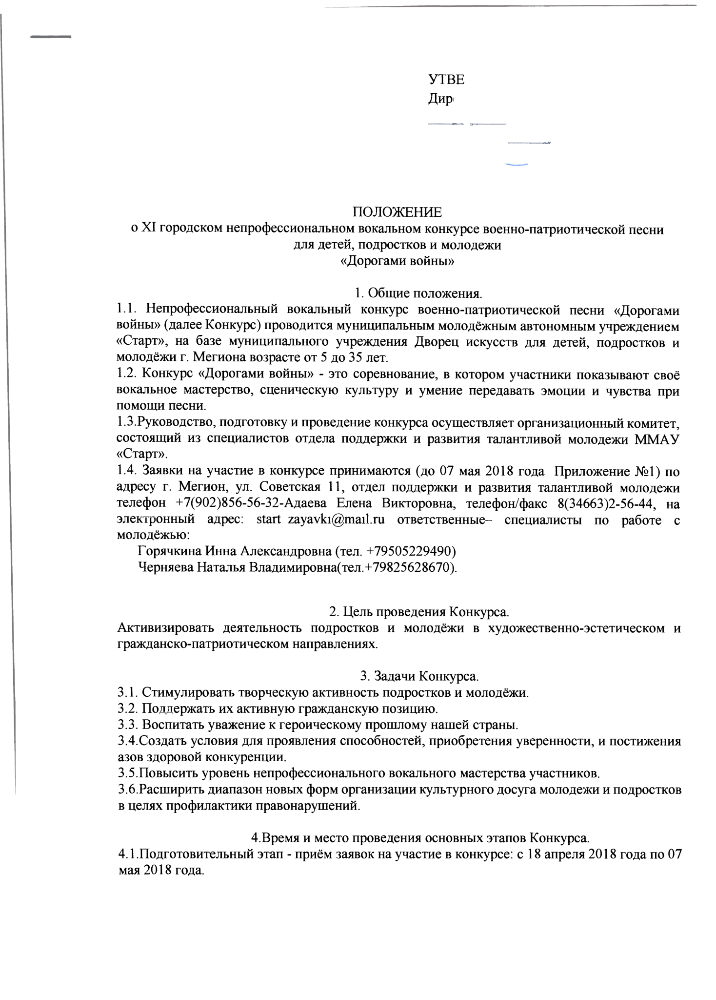 УТВЕ
Дир
ПОЛОЖЕНИЕ
о XI городском непрофессиональном вокальном конкурсе военно-патриотической песни
для детей, подростков и молодежи
«Дорогами войны»
1. Общие положения.
1.1. Непрофессиональный вокальный конкурс военно-патриотической песни «Дорогами
войны» (далее Конкурс) проводится муниципальным молодёжным автономным учреждением
«Старт», на базе муниципального учреждения Дворец искусств для детей, подростков и
молодёжи г. Мегиона возрасте от 5 до 35 лет.
1.2. Конкурс «Дорогами войны» - это соревнование, в котором участники показывают своё
вокальное мастерство, сценическую культуру и умение передавать эмоции и чувства при
помощи песни.
1.3.Руководство, подготовку и проведение конкурса осуществляет организационный комитет,
состоящий из специалистов отдела поддержки и развития талантливой молодежи ММАУ
«Старт».
1.4. Заявки на участие в конкурсе принимаются (до 07 мая 2018 года Приложение №1) по
адресу г. Мегион, ул. Советская 11, отдел поддержки и развития талантливой молодежи
телефон +7(902)856-56-32-Адаева Елена Викторовна, телефон/факс 8(34663)2-56-44, на
электронный адрес: start zayavki@mail.ru ответственные– специалисты по работе с
молодёжью:
Горячкина Инна Александровна (тел. +79505229490)
Черняева Наталья Владимировна(тел.+79825628670).
2. Цель проведения Конкурса.
Активизировать деятельность подростков и молодёжи в художественно-эстетическом и
гражданско-патриотическом направлениях.
3. Задачи Конкурса.
3.1. Стимулировать творческую активность подростков и молодёжи.
3.2. Поддержать их активную гражданскую позицию.
3.3. Воспитать уважение к героическому прошлому нашей страны.
3.4.Создать условия для проявления способностей, приобретения уверенности, и постижения
азов здоровой конкуренции.
3.5.Повысить уровень непрофессионального вокального мастерства участников.
3.6.Расширить диапазон новых форм организации культурного досуга молодежи и подростков
в целях профилактики правонарушений.
4.Время и место проведения основных этапов Конкурса.
4.1.Подготовительный этап - приём заявок на участие в конкурсе: с 18 апреля 2018 года по 07
мая 2018 года.